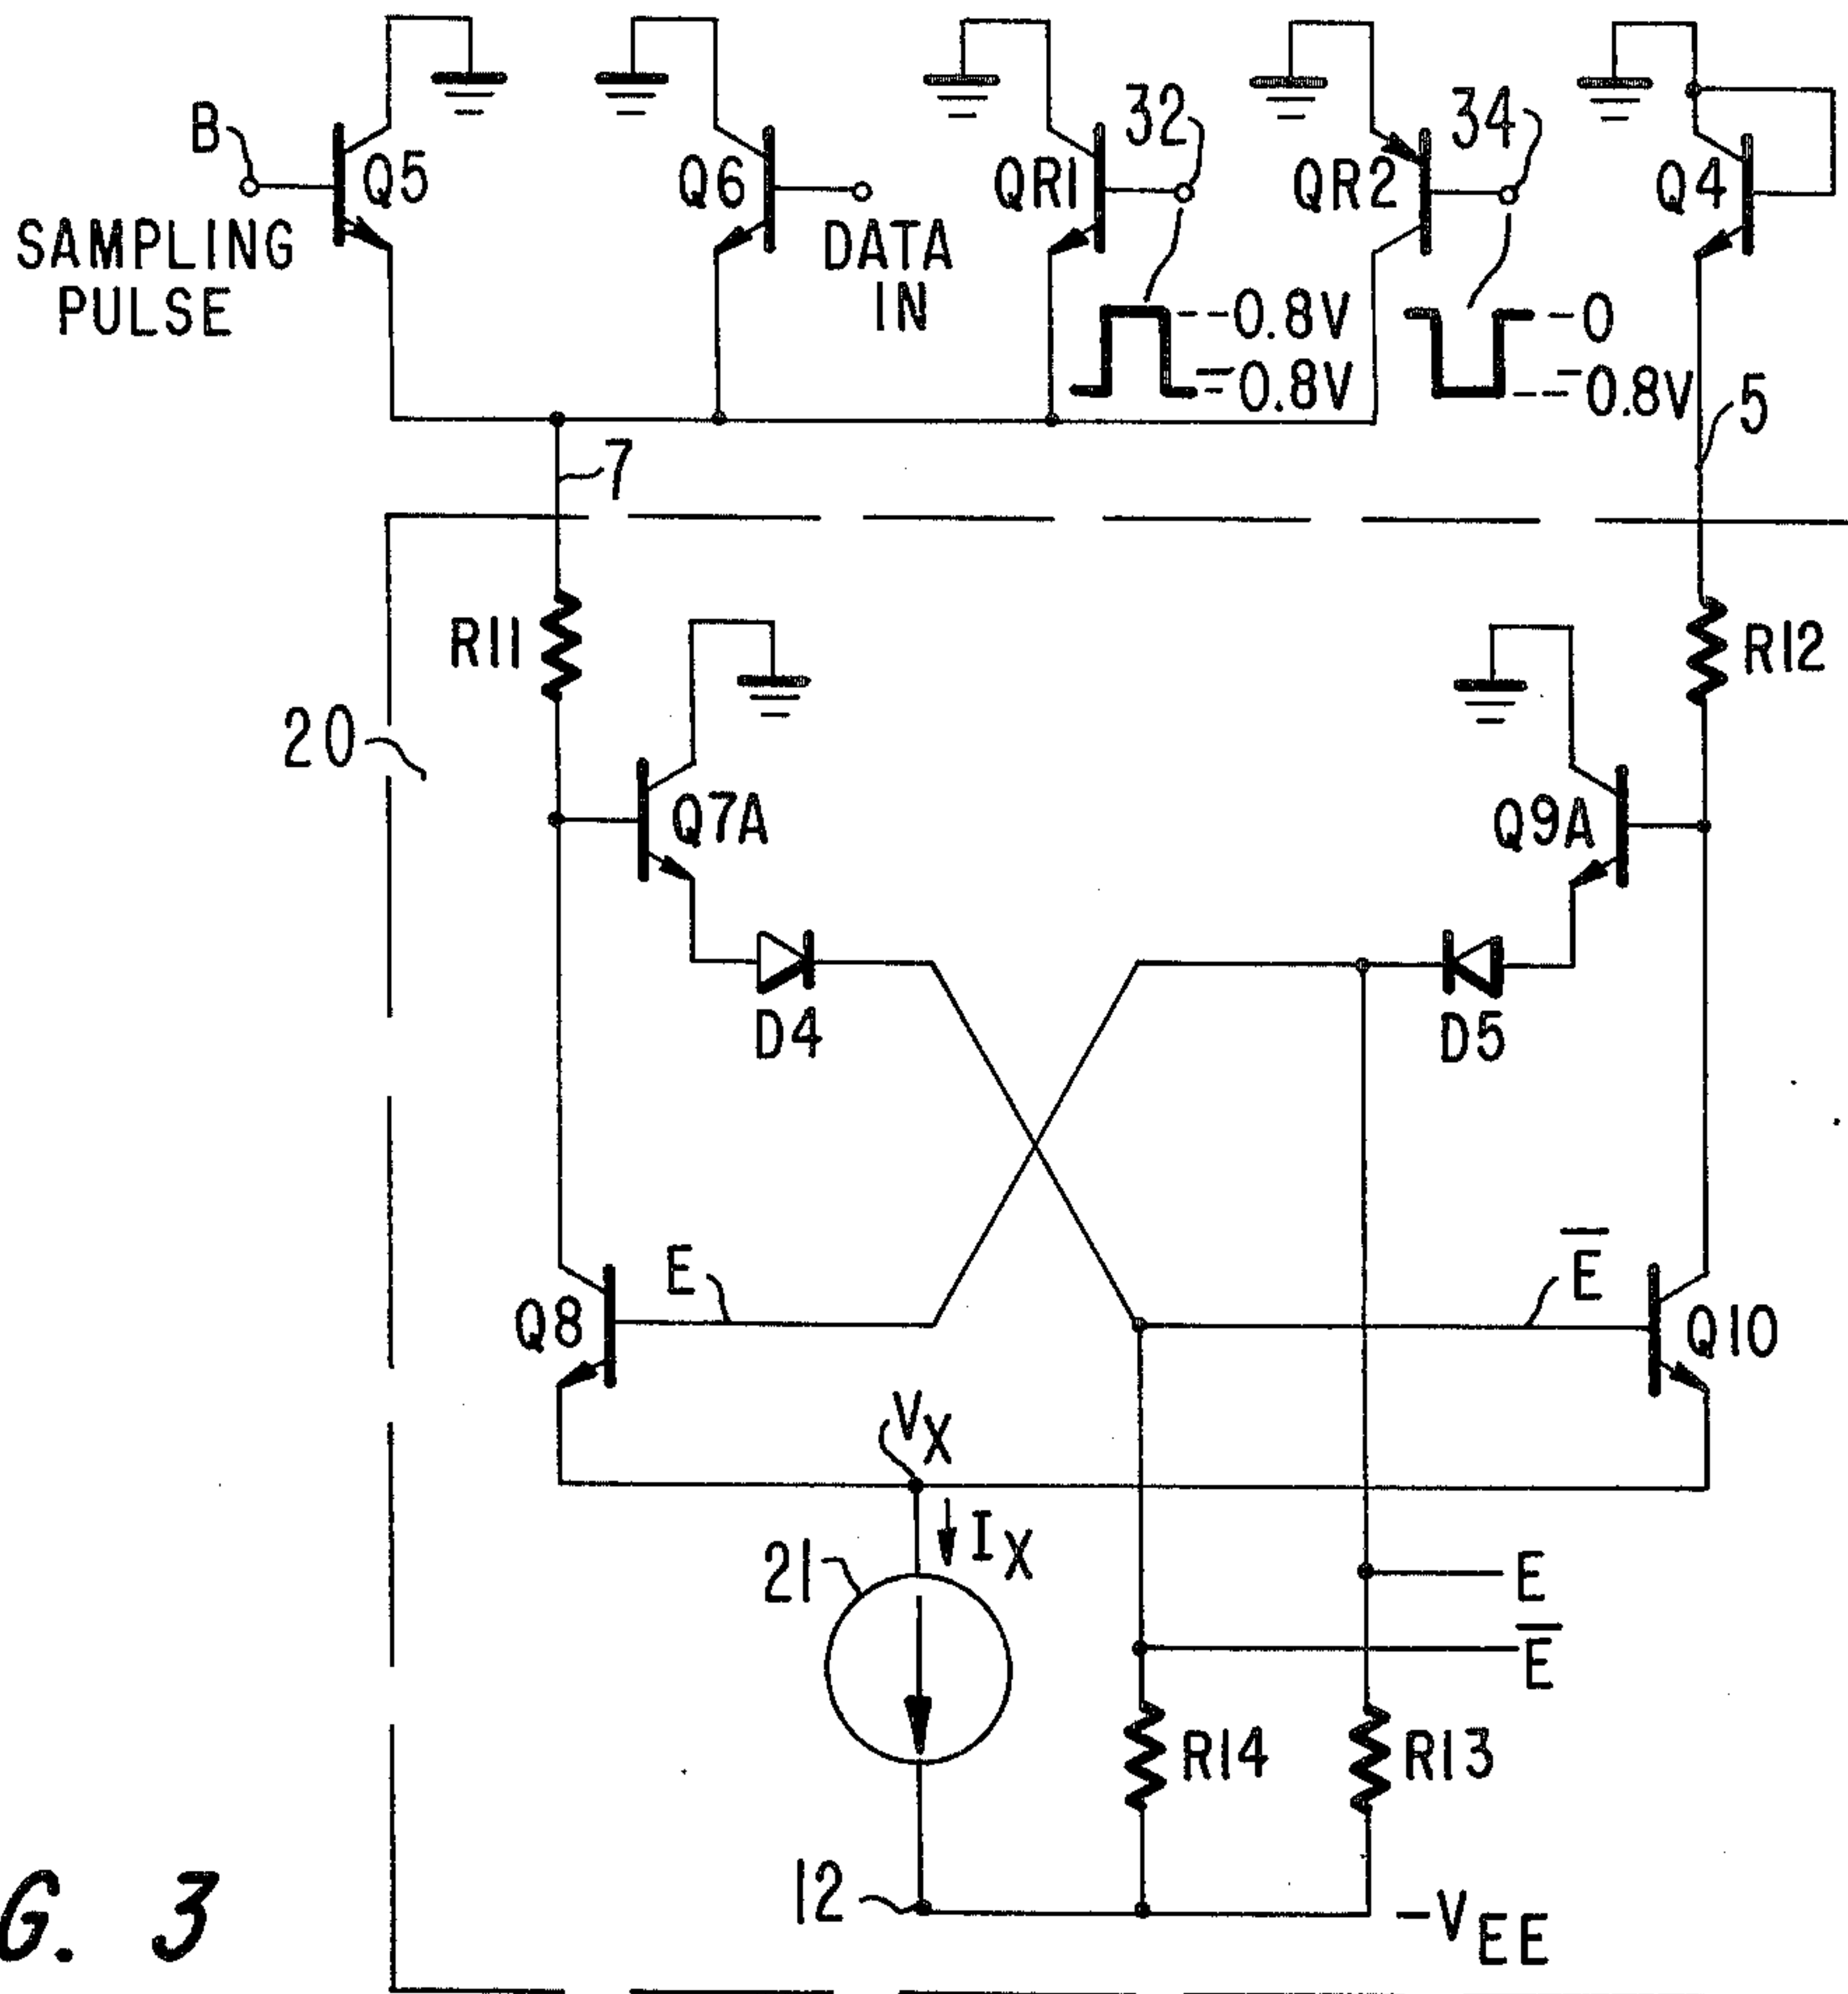 B
Q5
Q6
QR1
32
QR2
34
Q4
SAMPLING
PULSE
DATA
IN
--0.8V
-0.8V
-0
-0.8V
5
7
R11
R12
20
Q7A
Q9A
D4
D5
E
E̅
Q8
Q10
VX
21
IX
E
E̅
R14
R13
12
-VEE
G. 3